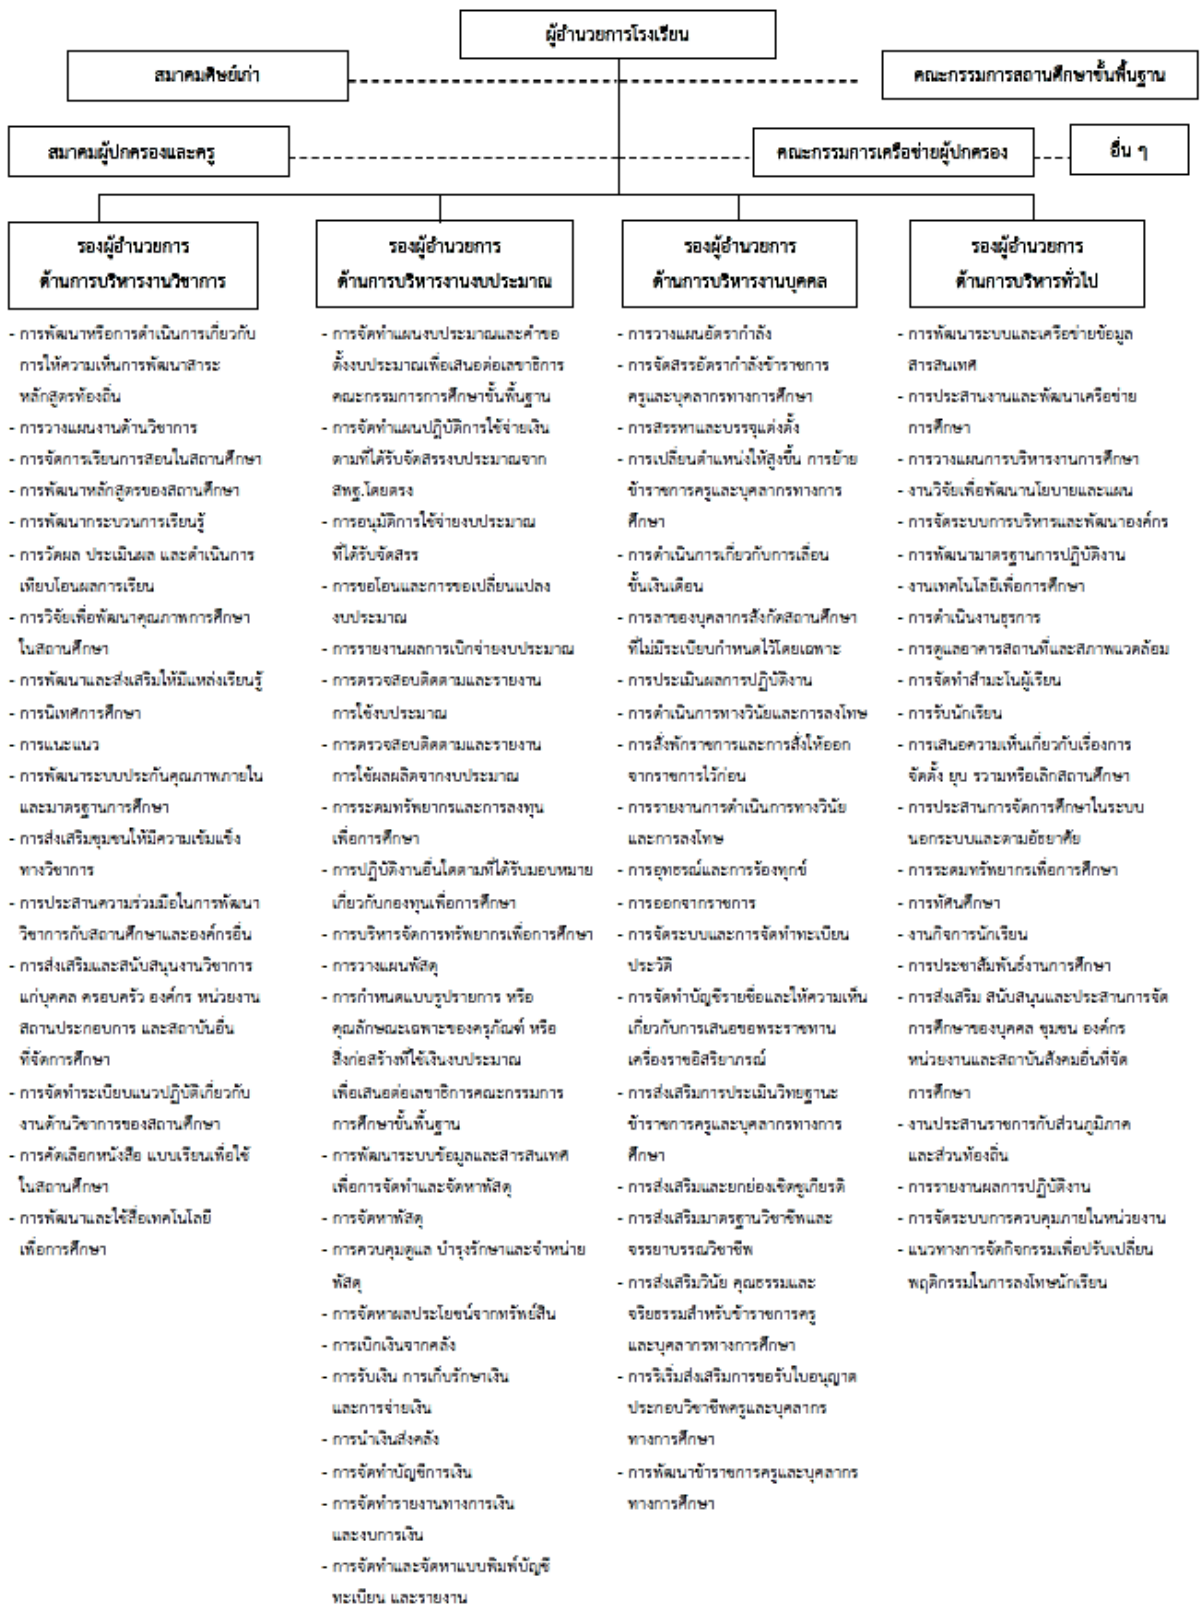 ผู้อำนวยการโรงเรียน
สมาคมศิษย์เก่า
คณะกรรมการสถานศึกษาขั้นพื้นฐาน
สมาคมผู้ปกครองและครู
คณะกรรมการเครือข่ายผู้ปกครอง
อื่น ๆ
รองผู้อำนวยการ
ด้านการบริหารงานวิชาการ
- การพัฒนาหรือการดำเนินการเกี่ยวกับ
การให้ความเห็นการพัฒนาสาระ
หลักสูตรท้องถิ่น
- การวางแผนงานด้านวิชาการ
- การจัดการเรียนการสอนในสถานศึกษา
- การพัฒนาหลักสูตรของสถานศึกษา
- การพัฒนากระบวนการเรียนรู้
- การวัดผล ประเมินผล และดำเนินการ
เทียบโอนผลการเรียน
- การวิจัยเพื่อพัฒนาคุณภาพการศึกษา
ในสถานศึกษา
- การพัฒนาและส่งเสริมให้มีแหล่งเรียนรู้
- การนิเทศการศึกษา
- การแนะแนว
- การพัฒนาระบบประกันคุณภาพภายใน
และมาตรฐานการศึกษา
- การส่งเสริมชุมชนให้มีความเข้มแข็ง
ทางวิชาการ
- การประสานความร่วมมือในการพัฒนา
วิชาการกับสถานศึกษาและองค์กรอื่น
- การส่งเสริมและสนับสนุนงานวิชาการ
แก่บุคคล ครอบครัว องค์กร หน่วยงาน
สถานประกอบการ และสถาบันอื่น
ที่จัดการศึกษา
- การจัดทำระเบียบแนวปฏิบัติเกี่ยวกับ
งานด้านวิชาการของสถานศึกษา
- การคัดเลือกหนังสือ แบบเรียนเพื่อใช้
ในสถานศึกษา
- การพัฒนาและใช้สื่อเทคโนโลยี
เพื่อการศึกษา
รองผู้อำนวยการ
ด้านการบริหารงานงบประมาณ
- การจัดทำแผนงบประมาณและคำขอ
ตั้งงบประมาณเพื่อเสนอต่อเลขาธิการ
คณะกรรมการการศึกษาขั้นพื้นฐาน
- การจัดทำแผนปฏิบัติการใช้จ่ายเงิน
ตามที่ได้รับจัดสรรงบประมาณจาก
สพฐ.โดยตรง
- การอนุมัติการใช้จ่ายงบประมาณ
ที่ได้รับจัดสรร
- การขอโอนและการขอเปลี่ยนแปลง
งบประมาณ
- การรายงานผลการเบิกจ่ายงบประมาณ
- การตรวจสอบติดตามและรายงาน
การใช้งบประมาณ
- การตรวจสอบติดตามและรายงาน
การใช้ผลผลิตจากงบประมาณ
- การระดมทรัพยากรและการลงทุน
เพื่อการศึกษา
- การปฏิบัติงานอื่นใดตามที่ได้รับมอบหมาย
เกี่ยวกับกองทุนเพื่อการศึกษา
- การบริหารจัดการทรัพยากรเพื่อการศึกษา
- การวางแผนพัสดุ
- การกำหนดแบบรูปรายการ หรือ
คุณลักษณะเฉพาะของครุภัณฑ์ หรือ
สิ่งก่อสร้างที่ใช้เงินงบประมาณ
เพื่อเสนอต่อเลขาธิการคณะกรรมการ
การศึกษาขั้นพื้นฐาน
- การพัฒนาระบบข้อมูลและสารสนเทศ
เพื่อการจัดทำและจัดหาพัสดุ
- การจัดหาพัสดุ
- การควบคุมดูแล บำรุงรักษาและจำหน่าย
พัสดุ
- การจัดหาผลประโยชน์จากทรัพย์สิน
- การเบิกเงินจากคลัง
- การรับเงิน การเก็บรักษาเงิน
และการจ่ายเงิน
- การนำเงินส่งคลัง
- การจัดทำบัญชีการเงิน
- การจัดทำรายงานทางการเงิน
และงบการเงิน
- การจัดทำและจัดหาแบบพิมพ์บัญชี
ทะเบียน และรายงาน
รองผู้อำนวยการ
ด้านการบริหารงานบุคคล
- การวางแผนอัตรากำลัง
- การจัดสรรอัตรากำลังข้าราชการ
ครูและบุคลากรทางการศึกษา
- การสรรหาและบรรจุแต่งตั้ง
- การเปลี่ยนตำแหน่งให้สูงขึ้น การย้าย
ข้าราชการครูและบุคลากรทางการ
ศึกษา
- การดำเนินการเกี่ยวกับการเลื่อน
ขั้นเงินเดือน
- การลาของบุคลากรสังกัดสถานศึกษา
ที่ไม่มีระเบียบกำหนดไว้โดยเฉพาะ
- การประเมินผลการปฏิบัติงาน
- การดำเนินการทางวินัยและการลงโทษ
- การสั่งพักราชการและการสั่งให้ออก
จากราชการไว้ก่อน
- การรายงานการดำเนินการทางวินัย
และการลงโทษ
- การอุทธรณ์และการร้องทุกข์
- การออกจากราชการ
- การจัดระบบและการจัดทำทะเบียน
ประวัติ
- การจัดทำบัญชีรายชื่อและให้ความเห็น
เกี่ยวกับการเสนอขอพระราชทาน
เครื่องราชอิสริยาภรณ์
- การส่งเสริมการประเมินวิทยฐานะ
ข้าราชการครูและบุคลากรทางการ
ศึกษา
- การส่งเสริมและยกย่องเชิดชูเกียรติ
- การส่งเสริมมาตรฐานวิชาชีพและ
จรรยาบรรณวิชาชีพ
- การส่งเสริมวินัย คุณธรรมและ
จริยธรรมสำหรับข้าราชการครู
และบุคลากรทางการศึกษา
- การริเริ่มส่งเสริมการขอรับใบอนุญาต
ประกอบวิชาชีพครูและบุคลากร
ทางการศึกษา
- การพัฒนาข้าราชการครูและบุคลากร
ทางการศึกษา
รองผู้อำนวยการ
ด้านการบริหารทั่วไป
- การพัฒนาระบบและเครือข่ายข้อมูล
สารสนเทศ
- การประสานงานและพัฒนาเครือข่าย
การศึกษา
- การวางแผนการบริหารงานการศึกษา
- งานวิจัยเพื่อพัฒนานโยบายและแผน
- การจัดระบบการบริหารและพัฒนาองค์กร
- การพัฒนามาตรฐานการปฏิบัติงาน
- งานเทคโนโลยีเพื่อการศึกษา
- การดำเนินงานธุรการ
- การดูแลอาคารสถานที่และสภาพแวดล้อม
- การจัดทำสำมะโนผู้เรียน
- การรับนักเรียน
- การเสนอความเห็นเกี่ยวกับเรื่องการ
จัดตั้ง ยุบ รวามหรือเลิกสถานศึกษา
- การประสานการจัดการศึกษาในระบบ
นอกระบบและตามอัธยาศัย
- การระดมทรัพยากรเพื่อการศึกษา
- การทัศนศึกษา
- งานกิจการนักเรียน
- การประชาสัมพันธ์งานการศึกษา
- การส่งเสริม สนับสนุนและประสานการจัด
การศึกษาของบุคคล ชุมชน องค์กร
หน่วยงานและสถาบันสังคมอื่นที่จัด
การศึกษา
- งานประสานราชการกับส่วนภูมิภาค
และส่วนท้องถิ่น
- การรายงานผลการปฏิบัติงาน
- การจัดระบบการควบคุมภายในหน่วยงาน
- แนวทางการจัดกิจกรรมเพื่อปรับเปลี่ยน
พฤติกรรมในการลงโทษนักเรียน